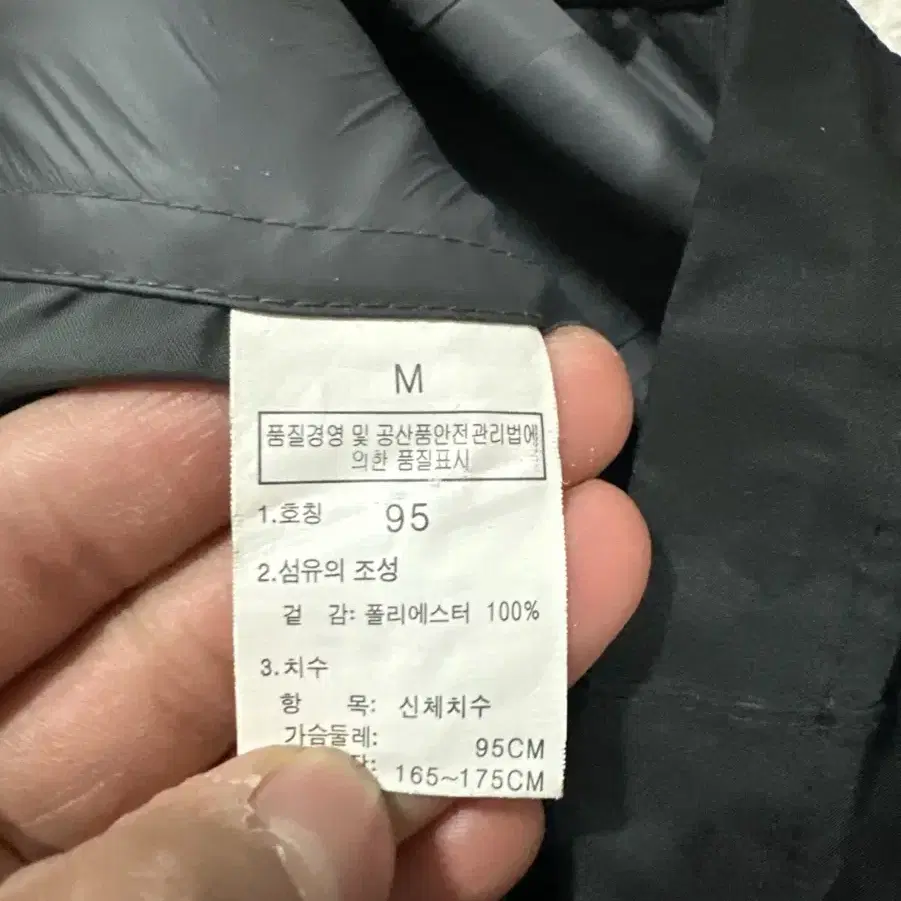 M
품질경영 및 공산품안전관리법에
의한 품질표시
1.호칭 95
2.섬유의 조성
겉 감: 폴리에스터 100%
3.치수
항 목: 신체치수
가슴둘레: 95CM
165~175CM